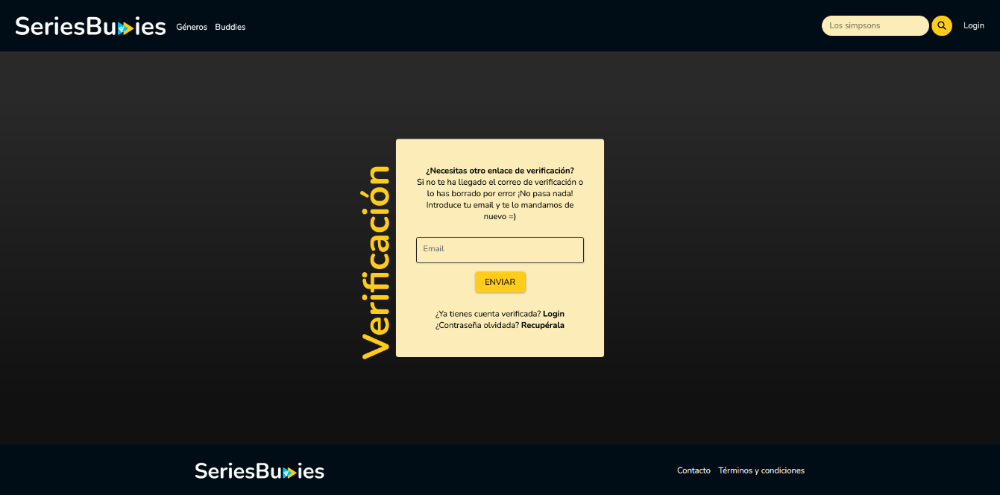 SeriesBuddies
Géneros Buddies
Los simpsons
Login
Verificación
¿Necesitas otro enlace de verificación?
Si no te ha llegado el correo de verificación o
lo has borrado por error ¡No pasa nada!
Introduce tu email y te lo mandamos de
nuevo =)
Email
ENVIAR
¿Ya tienes cuenta verificada? Login
¿Contraseña olvidada? Recupérala
SeriesBuddies
Contacto Términos y condiciones